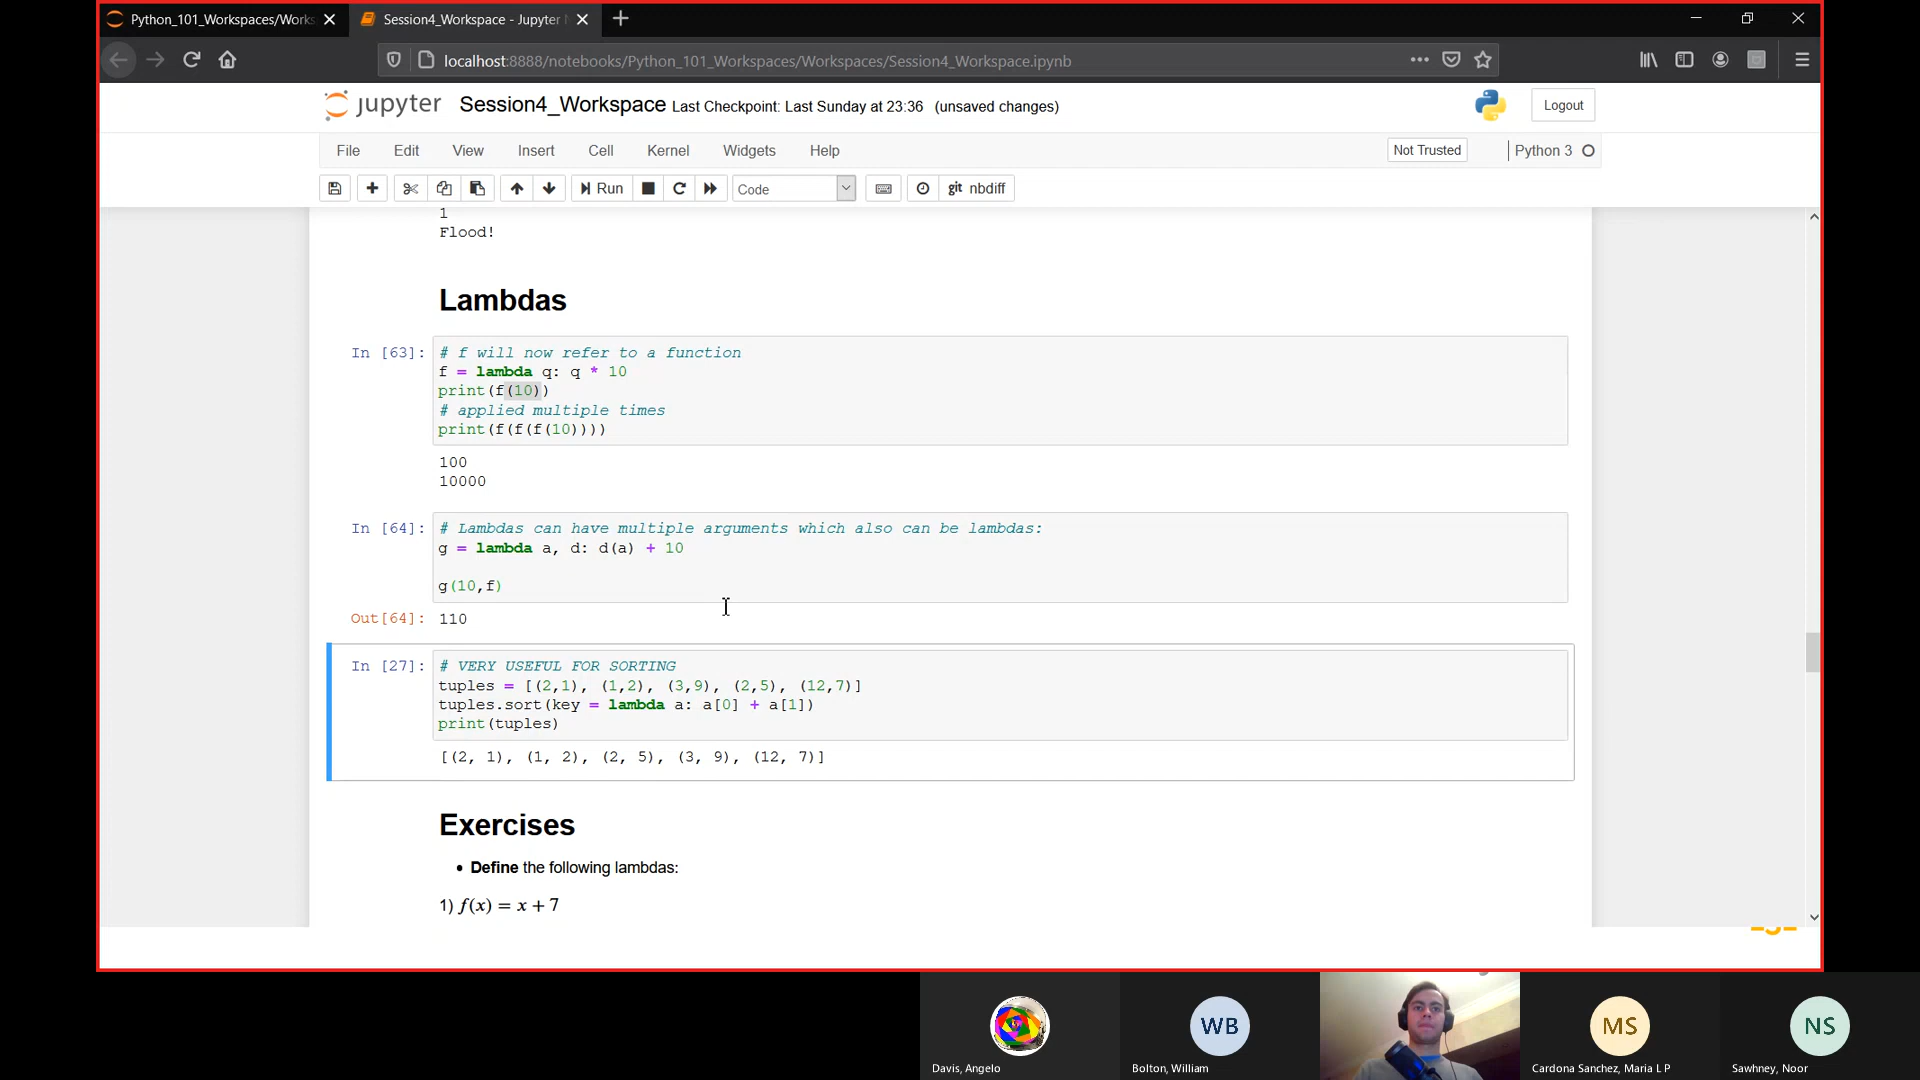 Python_101_Workspaces/Works
Session4_Workspace - Jupyter
localhost:8888/notebooks/Python_101_Workspaces/Workspaces/Session4_Workspace.ipynb
jupyter Session4_Workspace Last Checkpoint: Last Sunday at 23:36 (unsaved changes)
Logout
File Edit View Insert Cell Kernel Widgets Help
Not Trusted
Python 3
Run
Code
git nbdiff
1
Flood!
Lambdas
In [63]:
# f will now refer to a function
f = lambda q: q * 10
print(f(10))
# applied multiple times
print(f(f(f(10))))
100
10000
In [64]:
# Lambdas can have multiple arguments which also can be lambdas:
g = lambda a, d: d(a) + 10
g(10,f)
Out[64]: 110
In [27]:
# VERY USEFUL FOR SORTING
tuples = [(2,1), (1,2), (3,9), (2,5), (12,7)]
tuples.sort(key = lambda a: a[0] + a[1])
print(tuples)
[(2, 1), (1, 2), (2, 5), (3, 9), (12, 7)]
Exercises
• Define the following lambdas:
1) f(x) = x + 7
WB
MS
NS
Davis, Angelo
Bolton, William
Cardona Sanchez, Maria L P
Sawhney, Noor